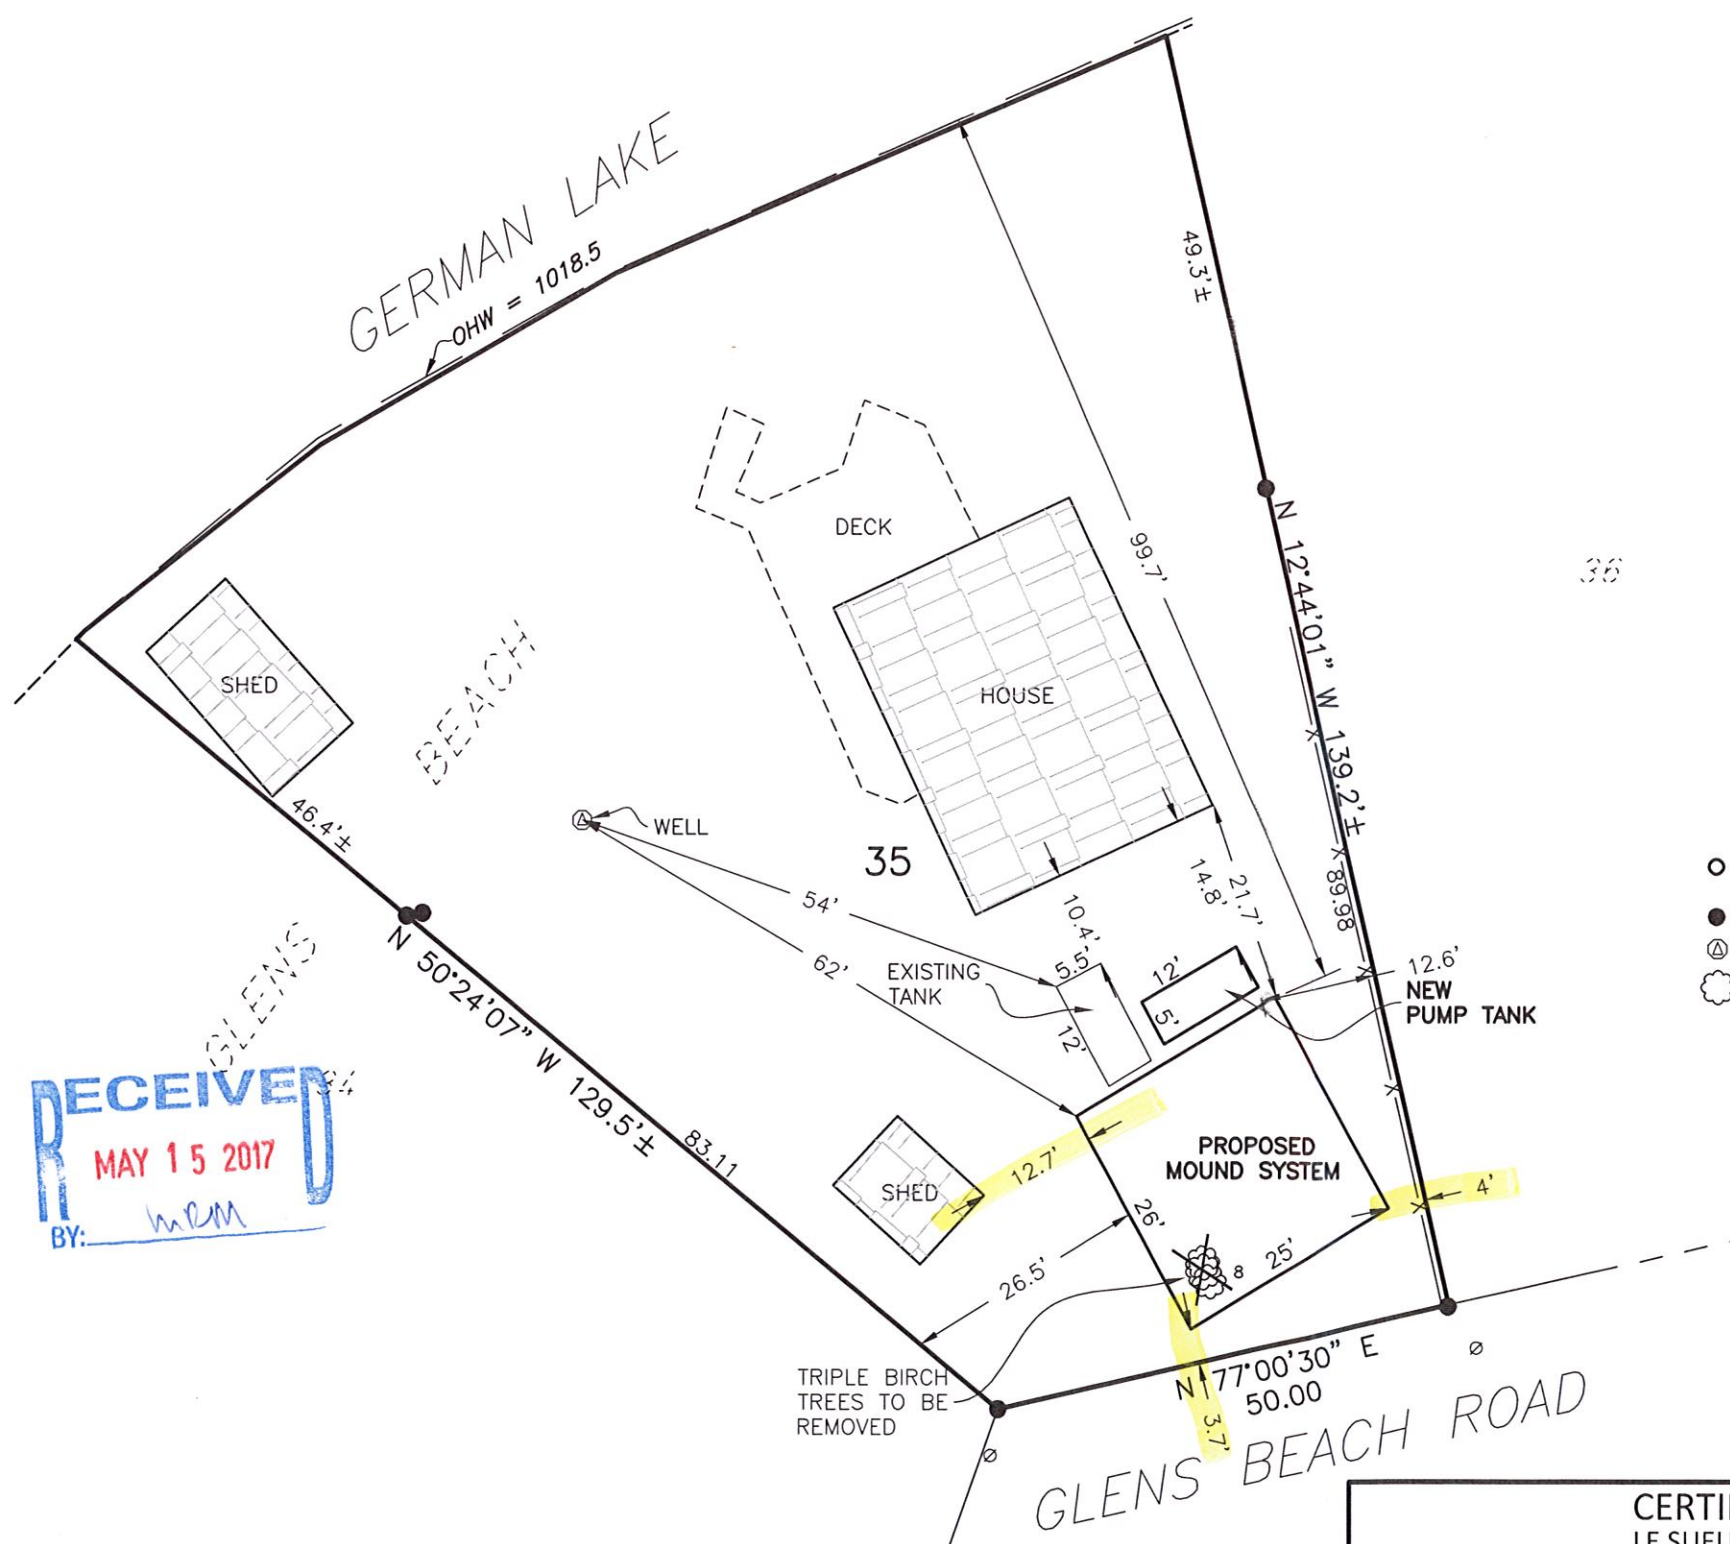 GERMAN LAKE
OHW = 1018.5
49.3'±
DECK
99.7'
N 12°44'01" W 139.2'±
36
SHED
BEACH
HOUSE
46.4'±
WELL
35
89.98
54'
14.8'
21.7'
10.4'
62'
EXISTING
TANK
5.5'
12'
12'
5'
12.6'
NEW
PUMP TANK
GLENS
N 50°24'07" W 129.5'±
83.11
RECEIVED
MAY 15 2017
BY: MRM
SHED
12.7'
PROPOSED
MOUND SYSTEM
4'
26'
26.5'
8
25'
TRIPLE BIRCH
TREES TO BE
REMOVED
N 77°00'30" E
50.00
3.7'
GLENS BEACH ROAD